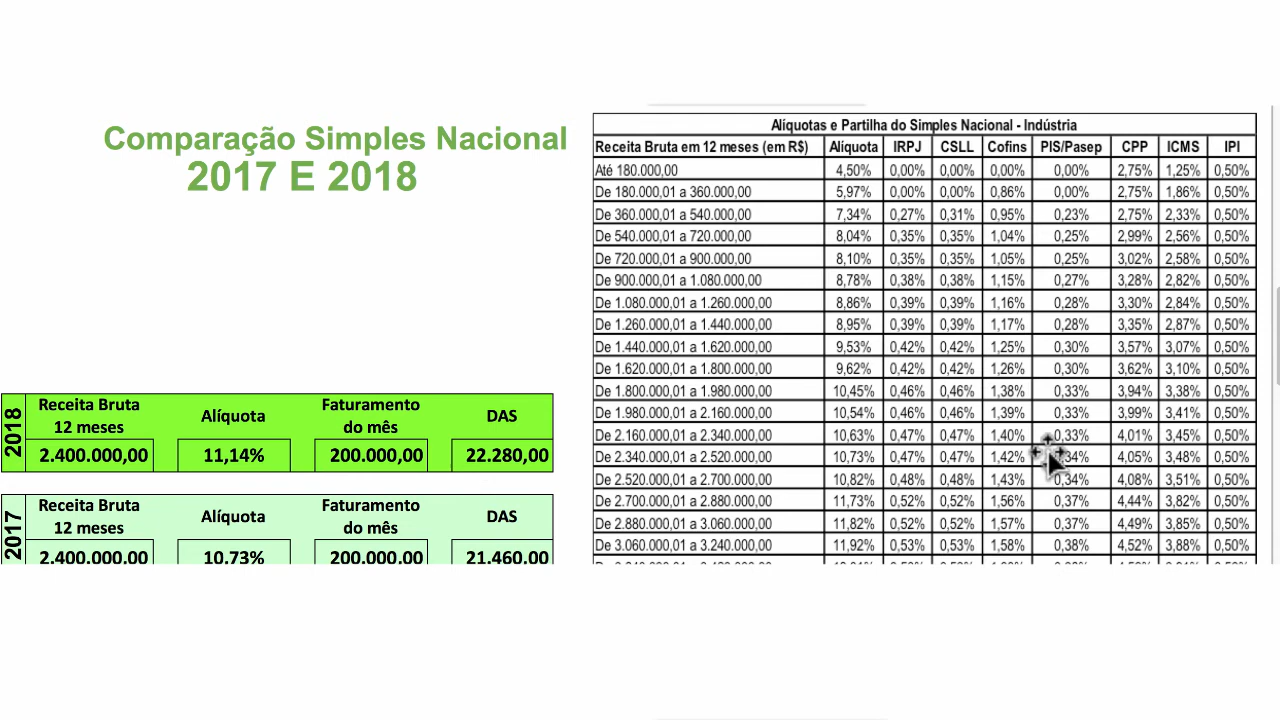 Comparação Simples Nacional
2017 E 2018
2018
Receita Bruta 12 meses Alíquota Faturamento do mês DAS
2.400.000,00 11,14% 200.000,00 22.280,00
2017
Receita Bruta 12 meses Alíquota Faturamento do mês DAS
2.400.000,00 10,73% 200.000,00 21.460,00
Alíquotas e Partilha do Simples Nacional - Indústria
Receita Bruta em 12 meses (em R$) Alíquota IRPJ CSLL Cofins PIS/Pasep CPP ICMS IPI
Até 180.000,00 4,50% 0,00% 0,00% 0,00% 0,00% 2,75% 1,25% 0,50%
De 180.000,01 a 360.000,00 5,97% 0,00% 0,00% 0,86% 0,00% 2,75% 1,86% 0,50%
De 360.000,01 a 540.000,00 7,34% 0,27% 0,31% 0,95% 0,23% 2,75% 2,33% 0,50%
De 540.000,01 a 720.000,00 8,04% 0,35% 0,35% 1,04% 0,25% 2,99% 2,56% 0,50%
De 720.000,01 a 900.000,00 8,10% 0,35% 0,35% 1,05% 0,25% 3,02% 2,58% 0,50%
De 900.000,01 a 1.080.000,00 8,78% 0,38% 0,38% 1,15% 0,27% 3,28% 2,82% 0,50%
De 1.080.000,01 a 1.260.000,00 8,86% 0,39% 0,39% 1,16% 0,28% 3,30% 2,84% 0,50%
De 1.260.000,01 a 1.440.000,00 8,95% 0,39% 0,39% 1,17% 0,28% 3,35% 2,87% 0,50%
De 1.440.000,01 a 1.620.000,00 9,53% 0,42% 0,42% 1,25% 0,30% 3,57% 3,07% 0,50%
De 1.620.000,01 a 1.800.000,00 9,62% 0,42% 0,42% 1,26% 0,30% 3,62% 3,10% 0,50%
De 1.800.000,01 a 1.980.000,00 10,45% 0,46% 0,46% 1,38% 0,33% 3,94% 3,38% 0,50%
De 1.980.000,01 a 2.160.000,00 10,54% 0,46% 0,46% 1,39% 0,33% 3,99% 3,41% 0,50%
De 2.160.000,01 a 2.340.000,00 10,63% 0,47% 0,47% 1,40% 0,33% 4,01% 3,45% 0,50%
De 2.340.000,01 a 2.520.000,00 10,73% 0,47% 0,47% 1,42% 4,05% 3,48% 0,50%
De 2.520.000,01 a 2.700.000,00 10,82% 0,48% 0,48% 1,43% 0,34% 4,08% 3,51% 0,50%
De 2.700.000,01 a 2.880.000,00 11,73% 0,52% 0,52% 1,56% 0,37% 4,44% 3,82% 0,50%
De 2.880.000,01 a 3.060.000,00 11,82% 0,52% 0,52% 1,57% 0,37% 4,49% 3,85% 0,50%
De 3.060.000,01 a 3.240.000,00 11,92% 0,53% 0,53% 1,58% 0,38% 4,52% 3,88% 0,50%